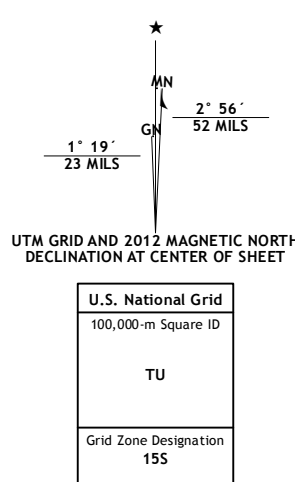 ★
MN
2° 56´
52 MILS
GN
1° 19´
23 MILS
UTM GRID AND 2012 MAGNETIC NORTH
DECLINATION AT CENTER OF SHEET
U.S. National Grid
100,000-m Square ID
TU
Grid Zone Designation
15S